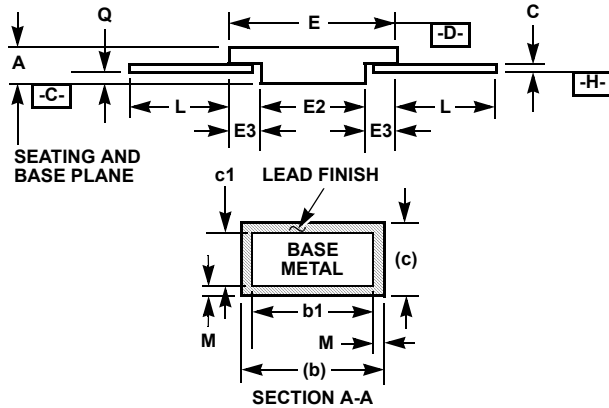 Q
E
C
-D-
A
-C-
-H-
L
E2
L
E3
E3
SEATING AND
BASE PLANE
c1
LEAD FINISH
BASE
METAL
(c)
b1
M
M
(b)
SECTION A-A